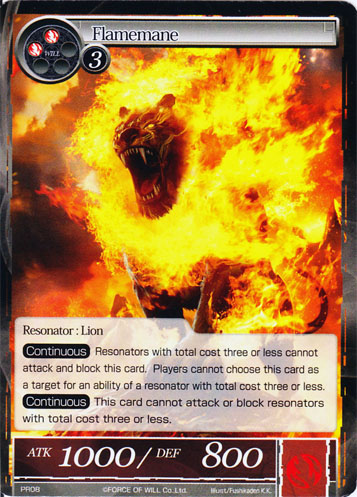 Flamemane
WILL
3
Resonator : Lion
Continuous Resonators with total cost three or less cannot
attack and block this card. Players cannot choose this card as
a target for an ability of a resonator with total cost three or less.
Continuous This card cannot attack or block resonators
with total cost three or less.
ATK 1000 / DEF 800
PR08 ©FORCE OF WILL Co.,Ltd. Illust/Fushikaden K.K.